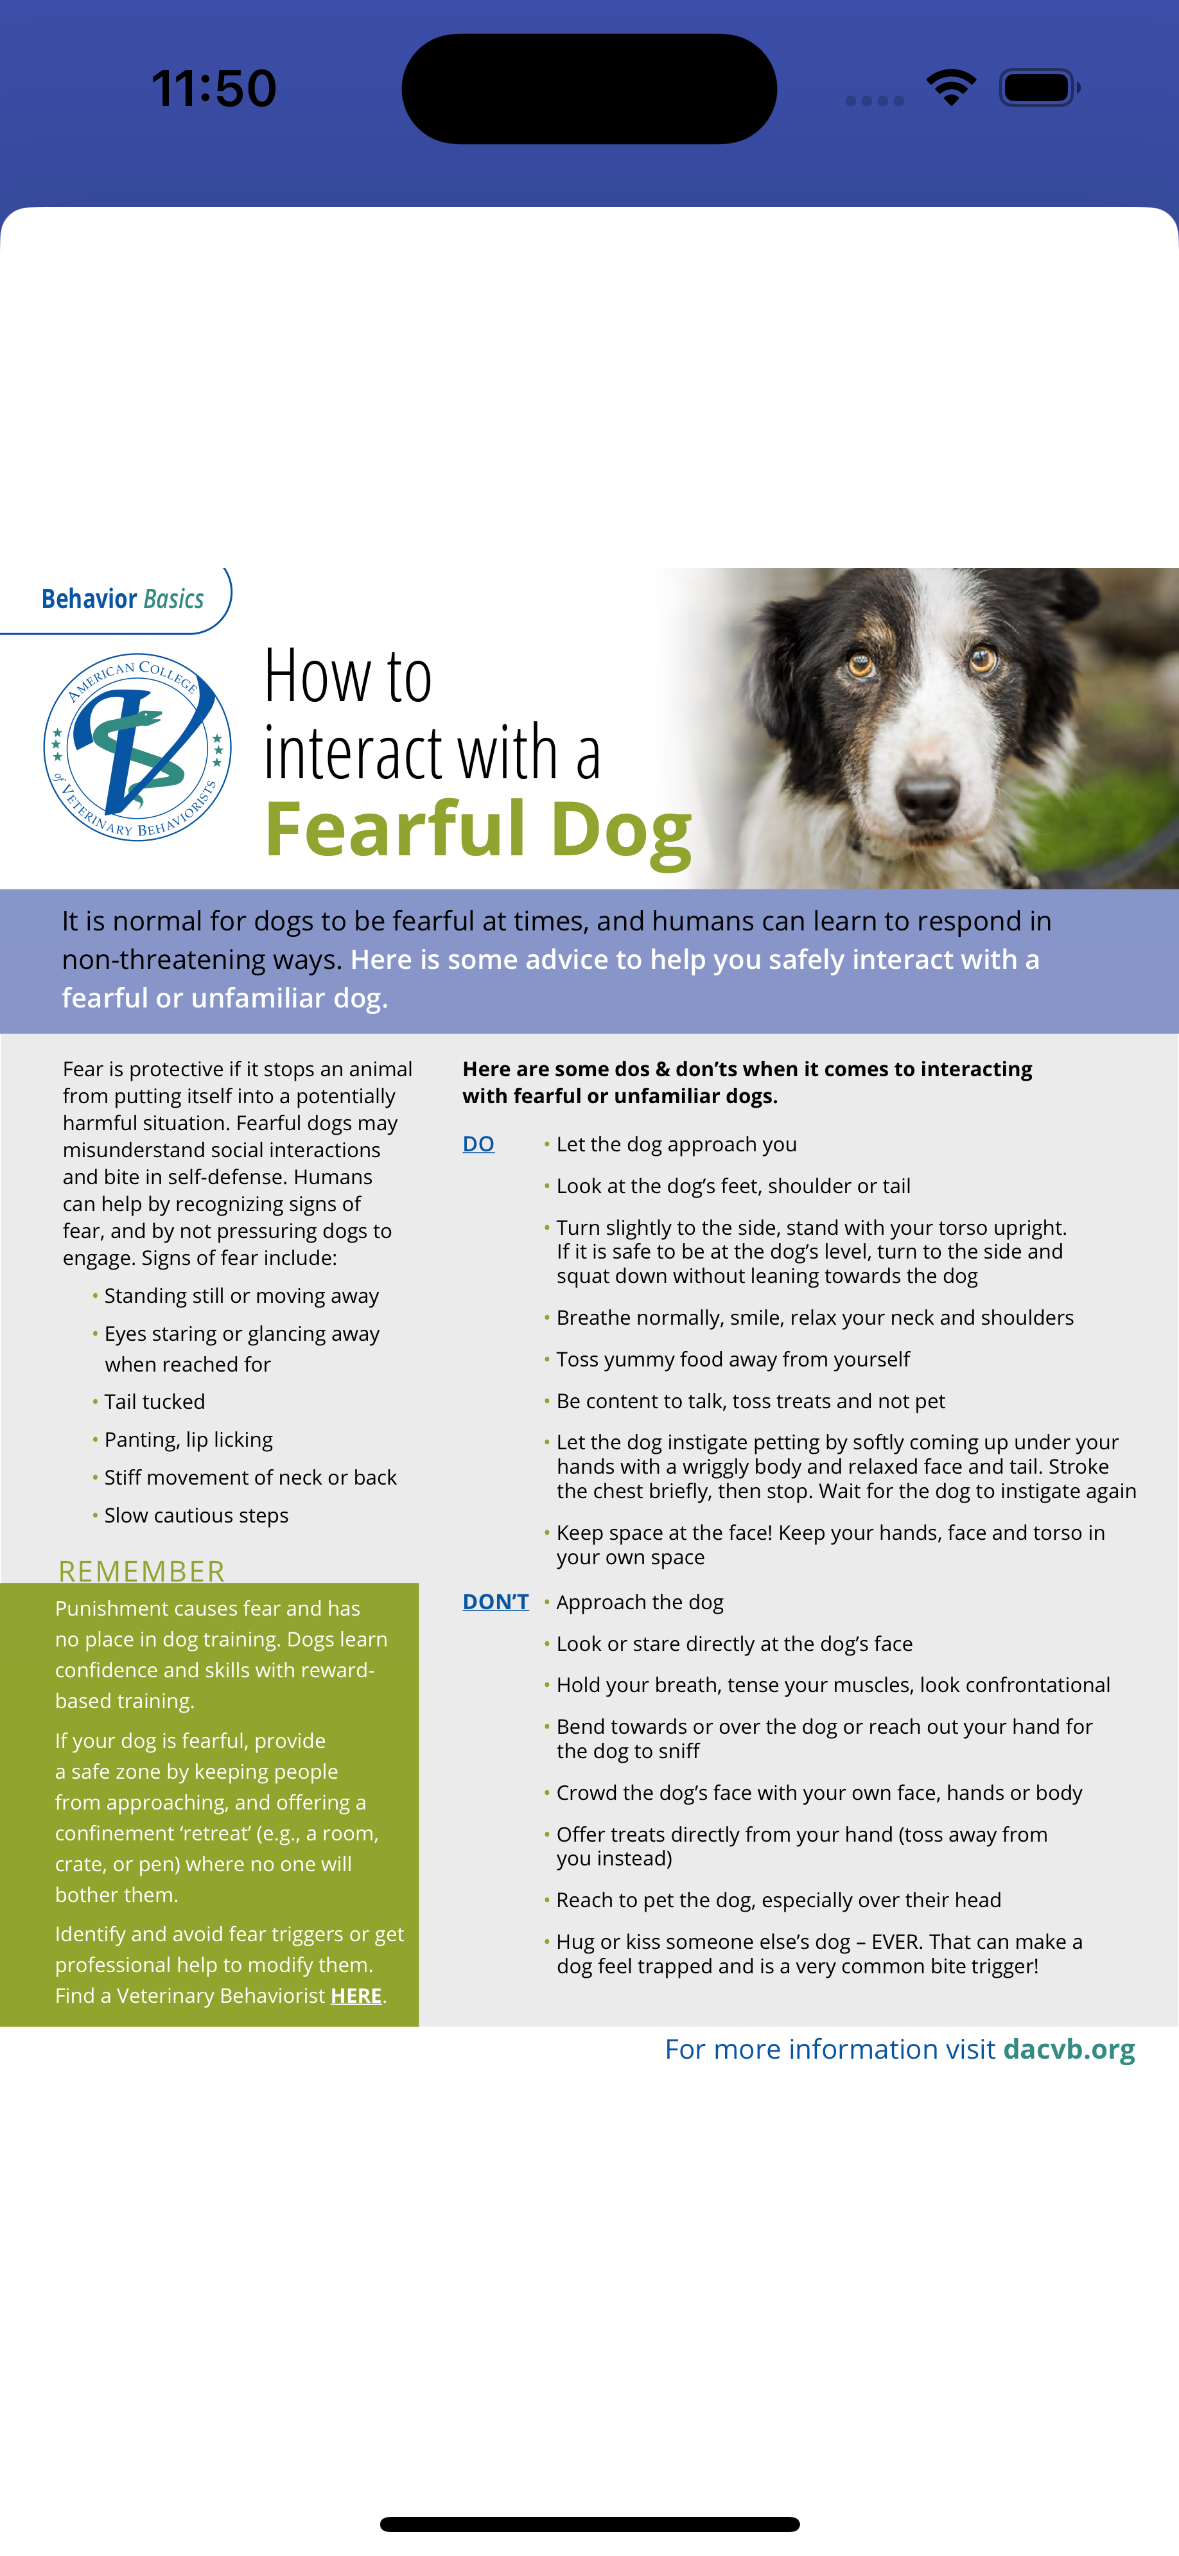 11:50
Behavior Basics
AMERICAN COLLEGE
of VETERINARY BEHAVIORISTS
How to
interact with a
Fearful Dog
It is normal for dogs to be fearful at times, and humans can learn to respond in
non-threatening ways. Here is some advice to help you safely interact with a
fearful or unfamiliar dog.
Fear is protective if it stops an animal
from putting itself into a potentially
harmful situation. Fearful dogs may
misunderstand social interactions
and bite in self-defense. Humans
can help by recognizing signs of
fear, and by not pressuring dogs to
engage. Signs of fear include:
• Standing still or moving away
• Eyes staring or glancing away
when reached for
• Tail tucked
• Panting, lip licking
• Stiff movement of neck or back
• Slow cautious steps
REMEMBER
Punishment causes fear and has
no place in dog training. Dogs learn
confidence and skills with reward-
based training.
If your dog is fearful, provide
a safe zone by keeping people
from approaching, and offering a
confinement ‘retreat’ (e.g., a room,
crate, or pen) where no one will
bother them.
Identify and avoid fear triggers or get
professional help to modify them.
Find a Veterinary Behaviorist HERE.
Here are some dos & don’ts when it comes to interacting
with fearful or unfamiliar dogs.
DO • Let the dog approach you
• Look at the dog’s feet, shoulder or tail
• Turn slightly to the side, stand with your torso upright.
If it is safe to be at the dog’s level, turn to the side and
squat down without leaning towards the dog
• Breathe normally, smile, relax your neck and shoulders
• Toss yummy food away from yourself
• Be content to talk, toss treats and not pet
• Let the dog instigate petting by softly coming up under your
hands with a wriggly body and relaxed face and tail. Stroke
the chest briefly, then stop. Wait for the dog to instigate again
• Keep space at the face! Keep your hands, face and torso in
your own space
DON’T • Approach the dog
• Look or stare directly at the dog’s face
• Hold your breath, tense your muscles, look confrontational
• Bend towards or over the dog or reach out your hand for
the dog to sniff
• Crowd the dog’s face with your own face, hands or body
• Offer treats directly from your hand (toss away from
you instead)
• Reach to pet the dog, especially over their head
• Hug or kiss someone else’s dog – EVER. That can make a
dog feel trapped and is a very common bite trigger!
For more information visit dacvb.org